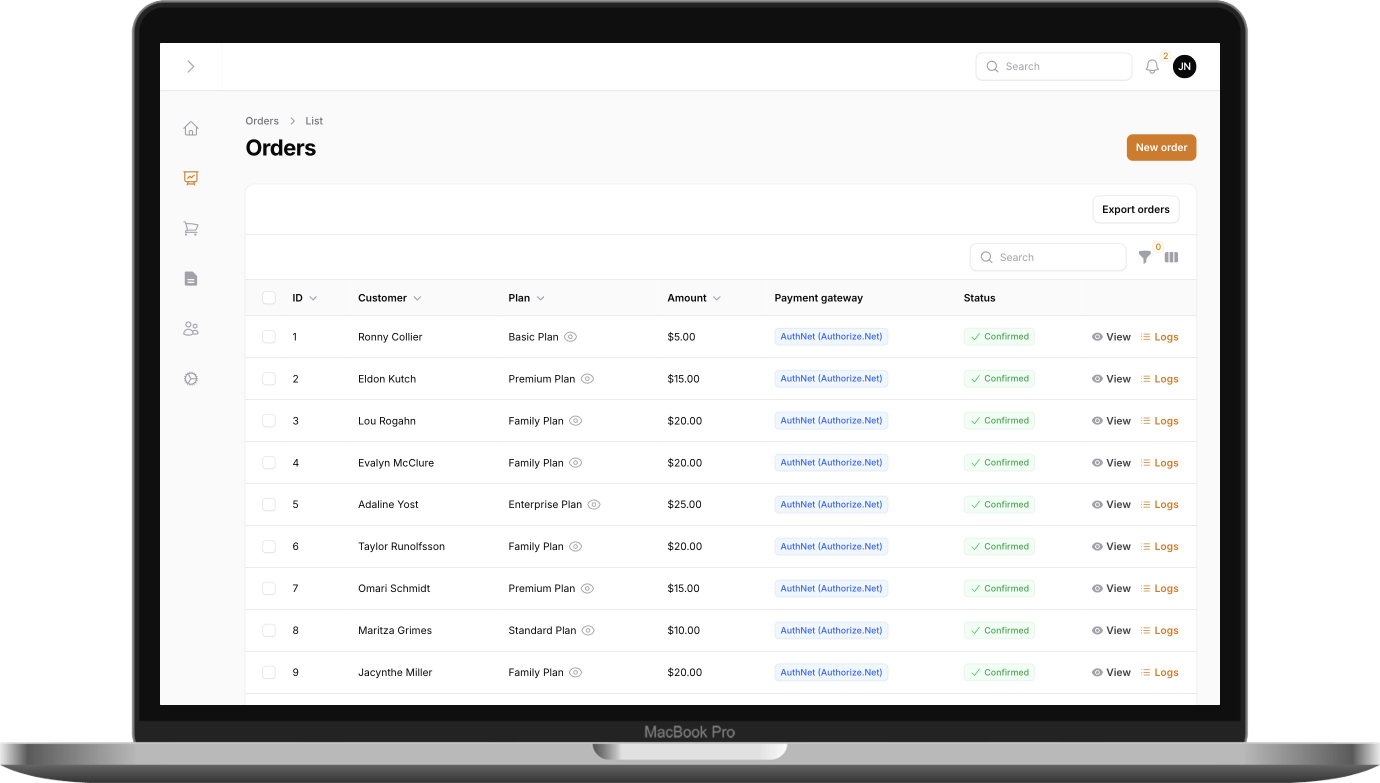 Search
2
JN
Orders List
Orders
New order
Export orders
Search
0
ID Customer Plan Amount Payment gateway Status
1 Ronny Collier Basic Plan $5.00 AuthNet (Authorize.Net) Confirmed View Logs
2 Eldon Kutch Premium Plan $15.00 AuthNet (Authorize.Net) Confirmed View Logs
3 Lou Rogahn Family Plan $20.00 AuthNet (Authorize.Net) Confirmed View Logs
4 Evalyn McClure Family Plan $20.00 AuthNet (Authorize.Net) Confirmed View Logs
5 Adaline Yost Enterprise Plan $25.00 AuthNet (Authorize.Net) Confirmed View Logs
6 Taylor Runolfsson Family Plan $20.00 AuthNet (Authorize.Net) Confirmed View Logs
7 Omari Schmidt Premium Plan $15.00 AuthNet (Authorize.Net) Confirmed View Logs
8 Maritza Grimes Standard Plan $10.00 AuthNet (Authorize.Net) Confirmed View Logs
9 Jacynthe Miller Family Plan $20.00 AuthNet (Authorize.Net) Confirmed View Logs
MacBook Pro